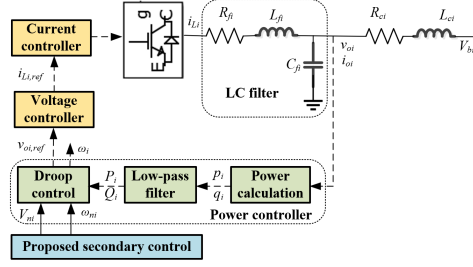 Current
controller
g
C
E
i_{Li}
R_{fi}
L_{fi}
C_{fi}
LC filter
v_{oi}
i_{oi}
R_{ci}
L_{ci}
V_{bi}
i_{Li,ref}
Voltage
controller
v_{oi,ref}
ω_i
Droop
control
P_i
Q_i
Low-pass
filter
p_i
q_i
Power
calculation
Power controller
V_{ni}
ω_{ni}
Proposed secondary control